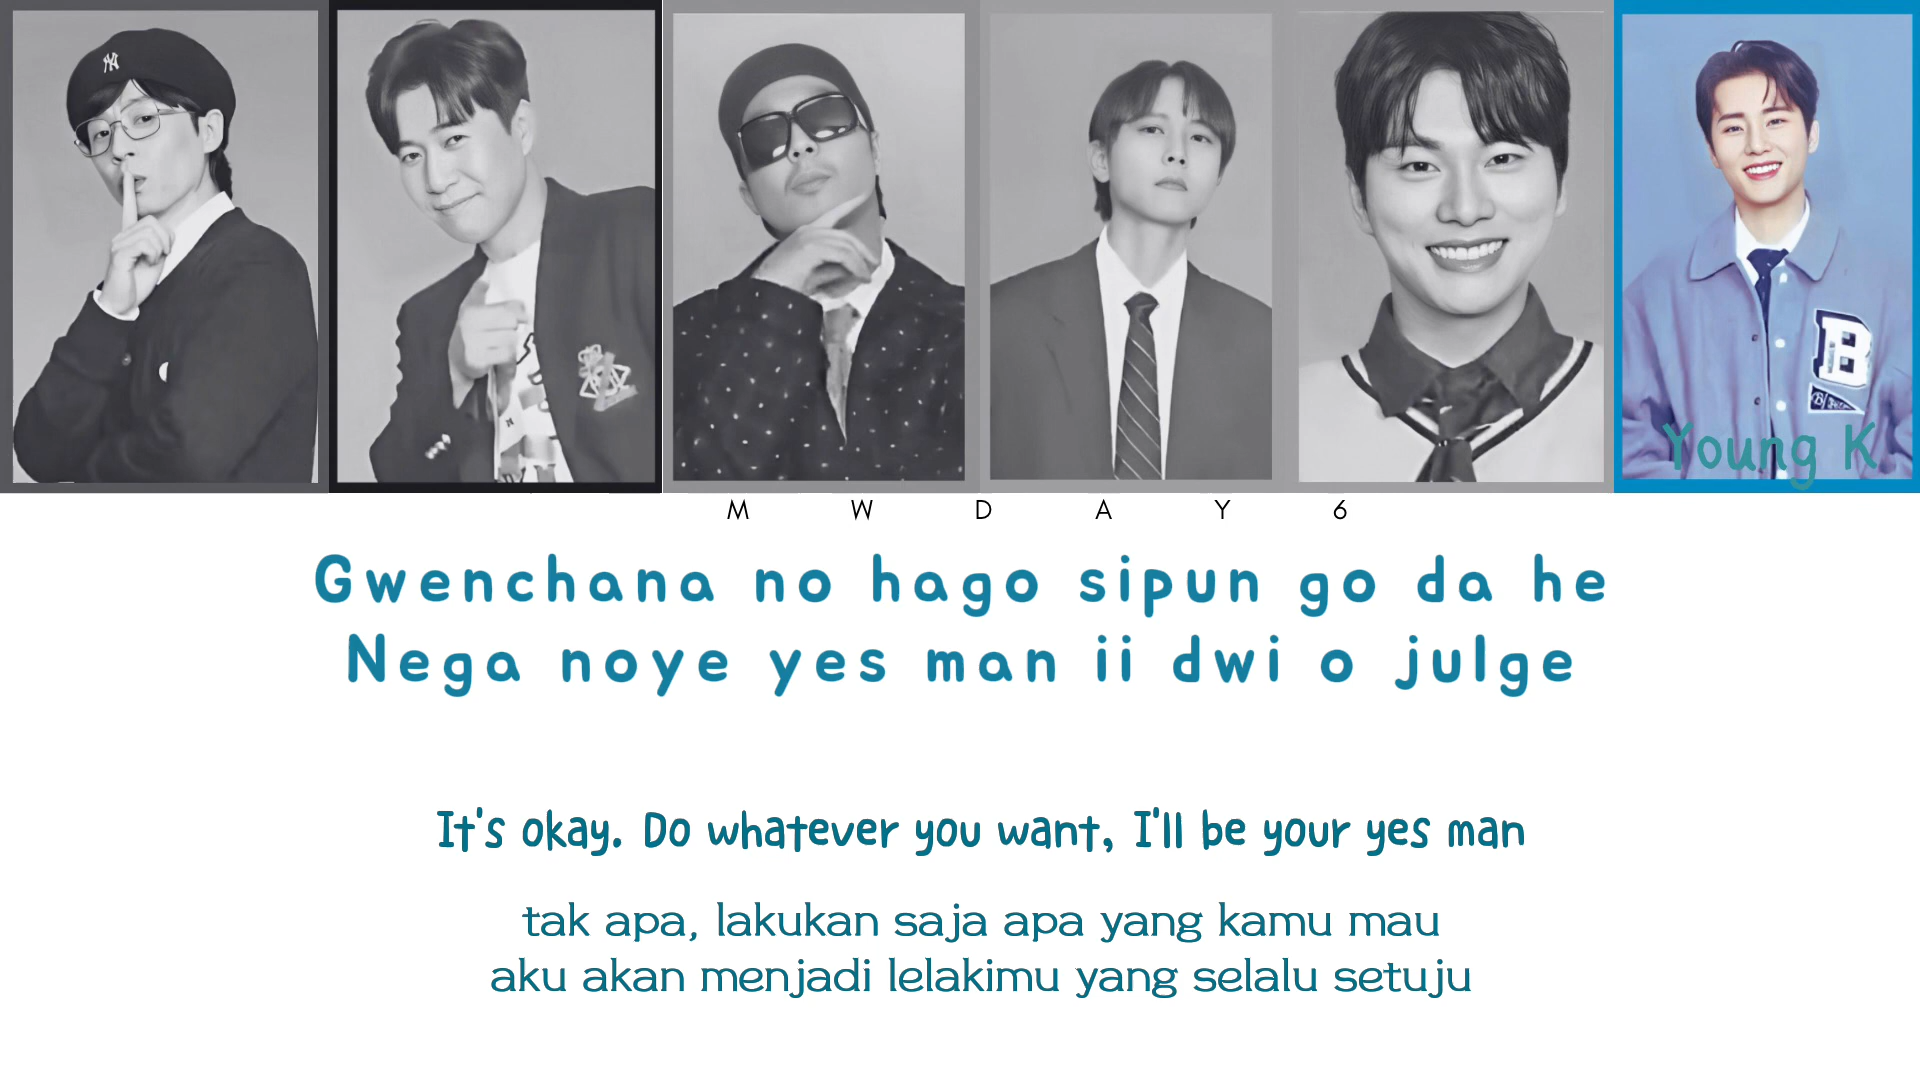 NY
B
Young K
M W D A Y 6
Gwenchana no hago sipun go da he
Nega noye yes man ii dwi o julge
It's okay. Do whatever you want, I'll be your yes man
tak apa, lakukan saja apa yang kamu mau
aku akan menjadi lelakimu yang selalu setuju